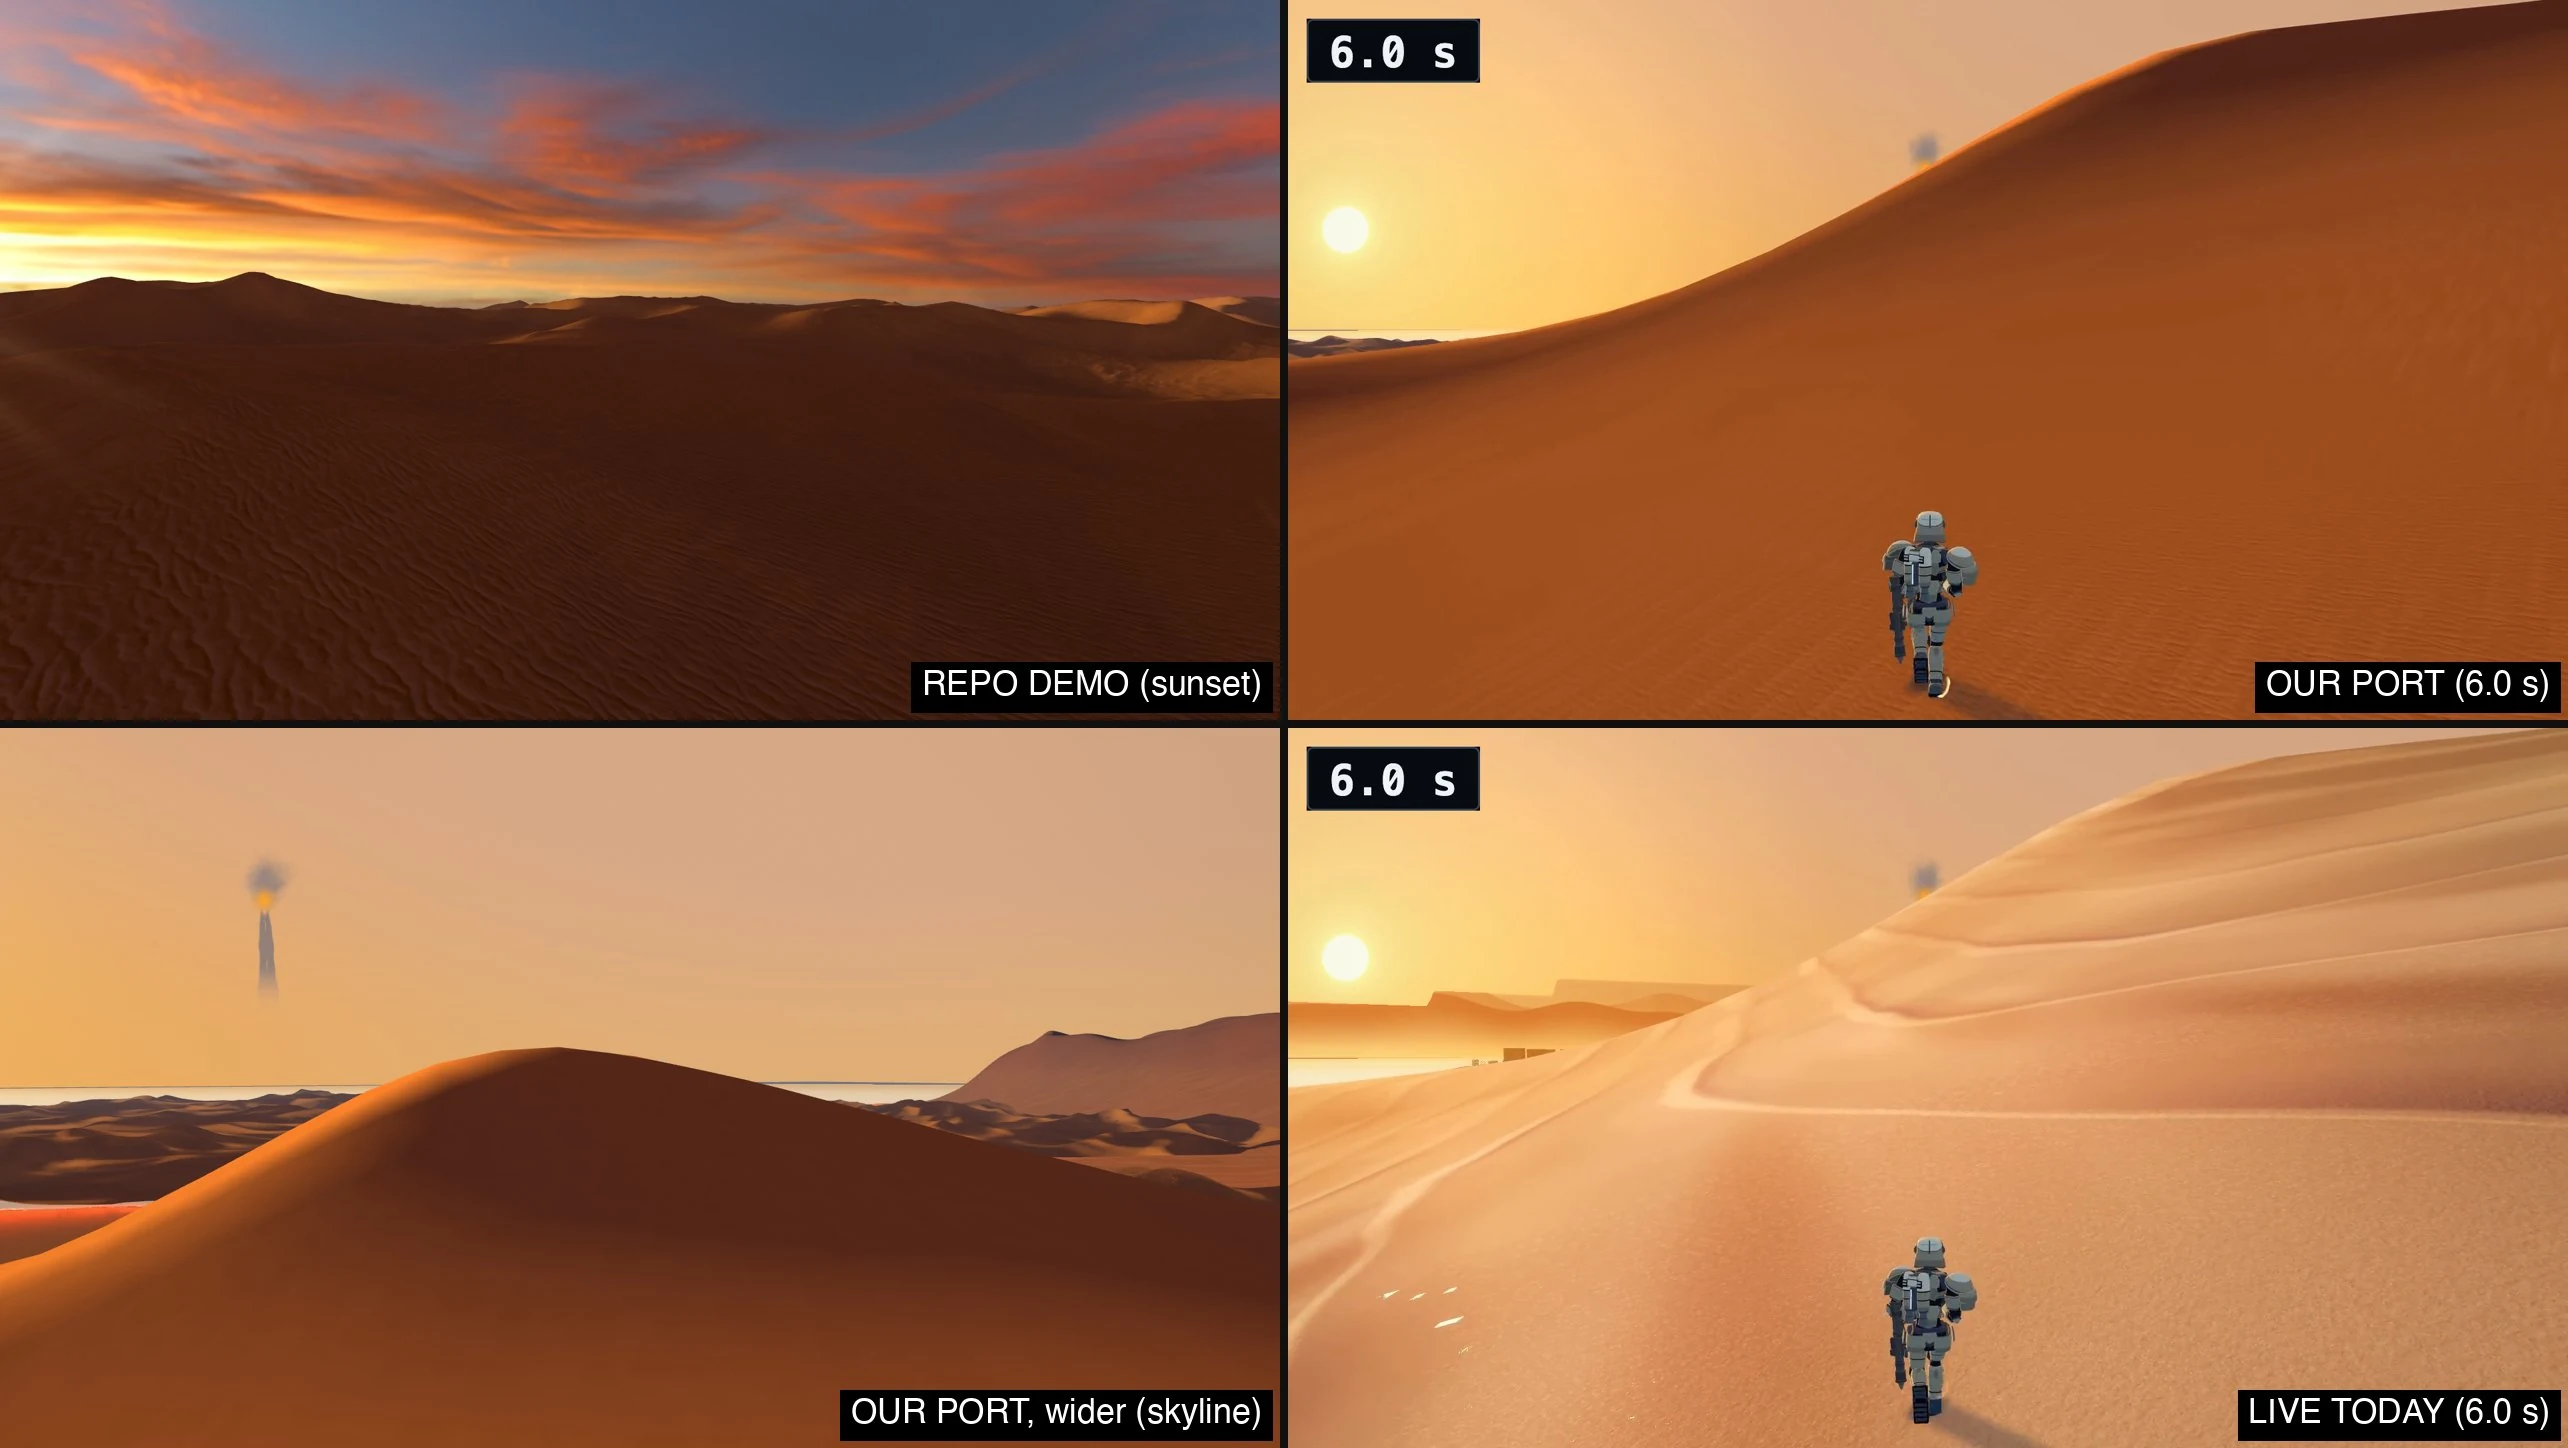 6.0 s
REPO DEMO (sunset)
OUR PORT (6.0 s)
6.0 s
OUR PORT, wider (skyline)
LIVE TODAY (6.0 s)